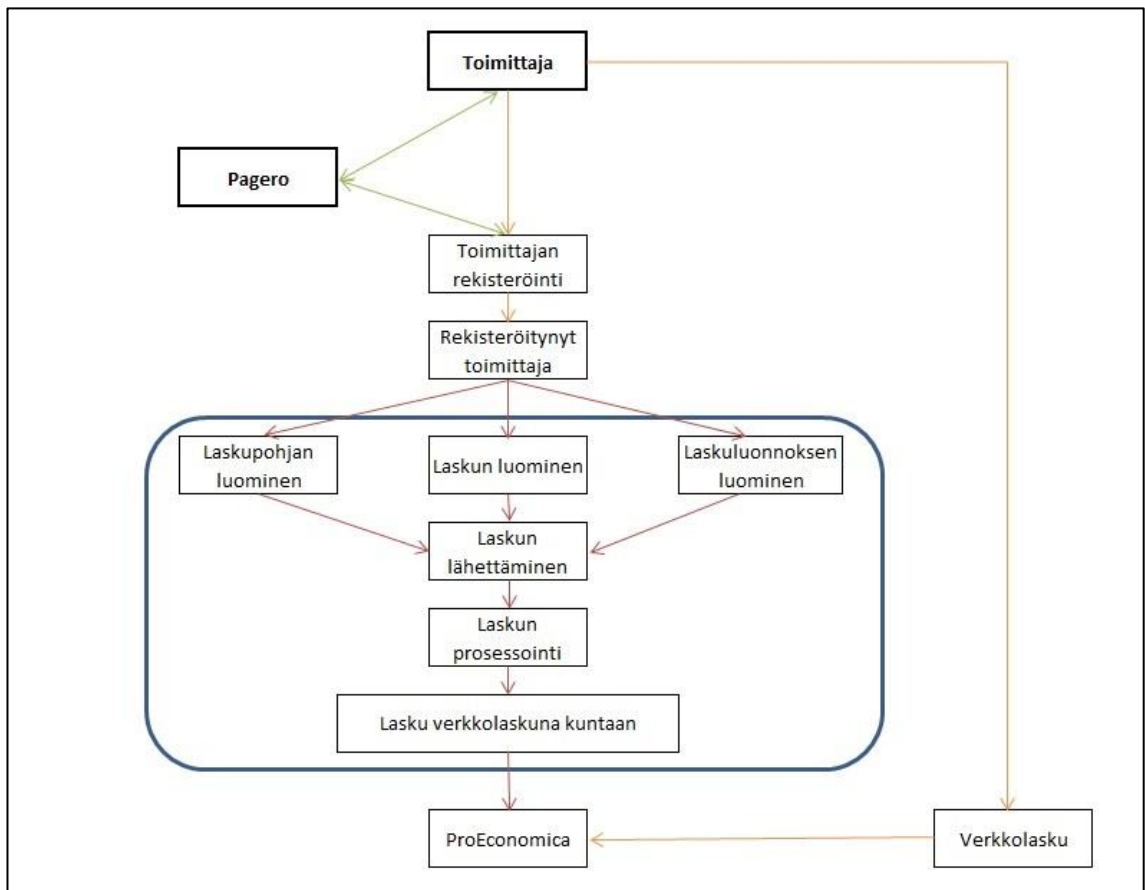 Toimittaja
Pagero
Toimittajan
rekisteröinti
Rekisteröitynyt
toimittaja
Laskupohjan
luominen
Laskun luominen
Laskuluonnoksen
luominen
Laskun
lähettäminen
Laskun
prosessointi
Lasku verkkolaskuna kuntaan
ProEconomica
Verkkolasku